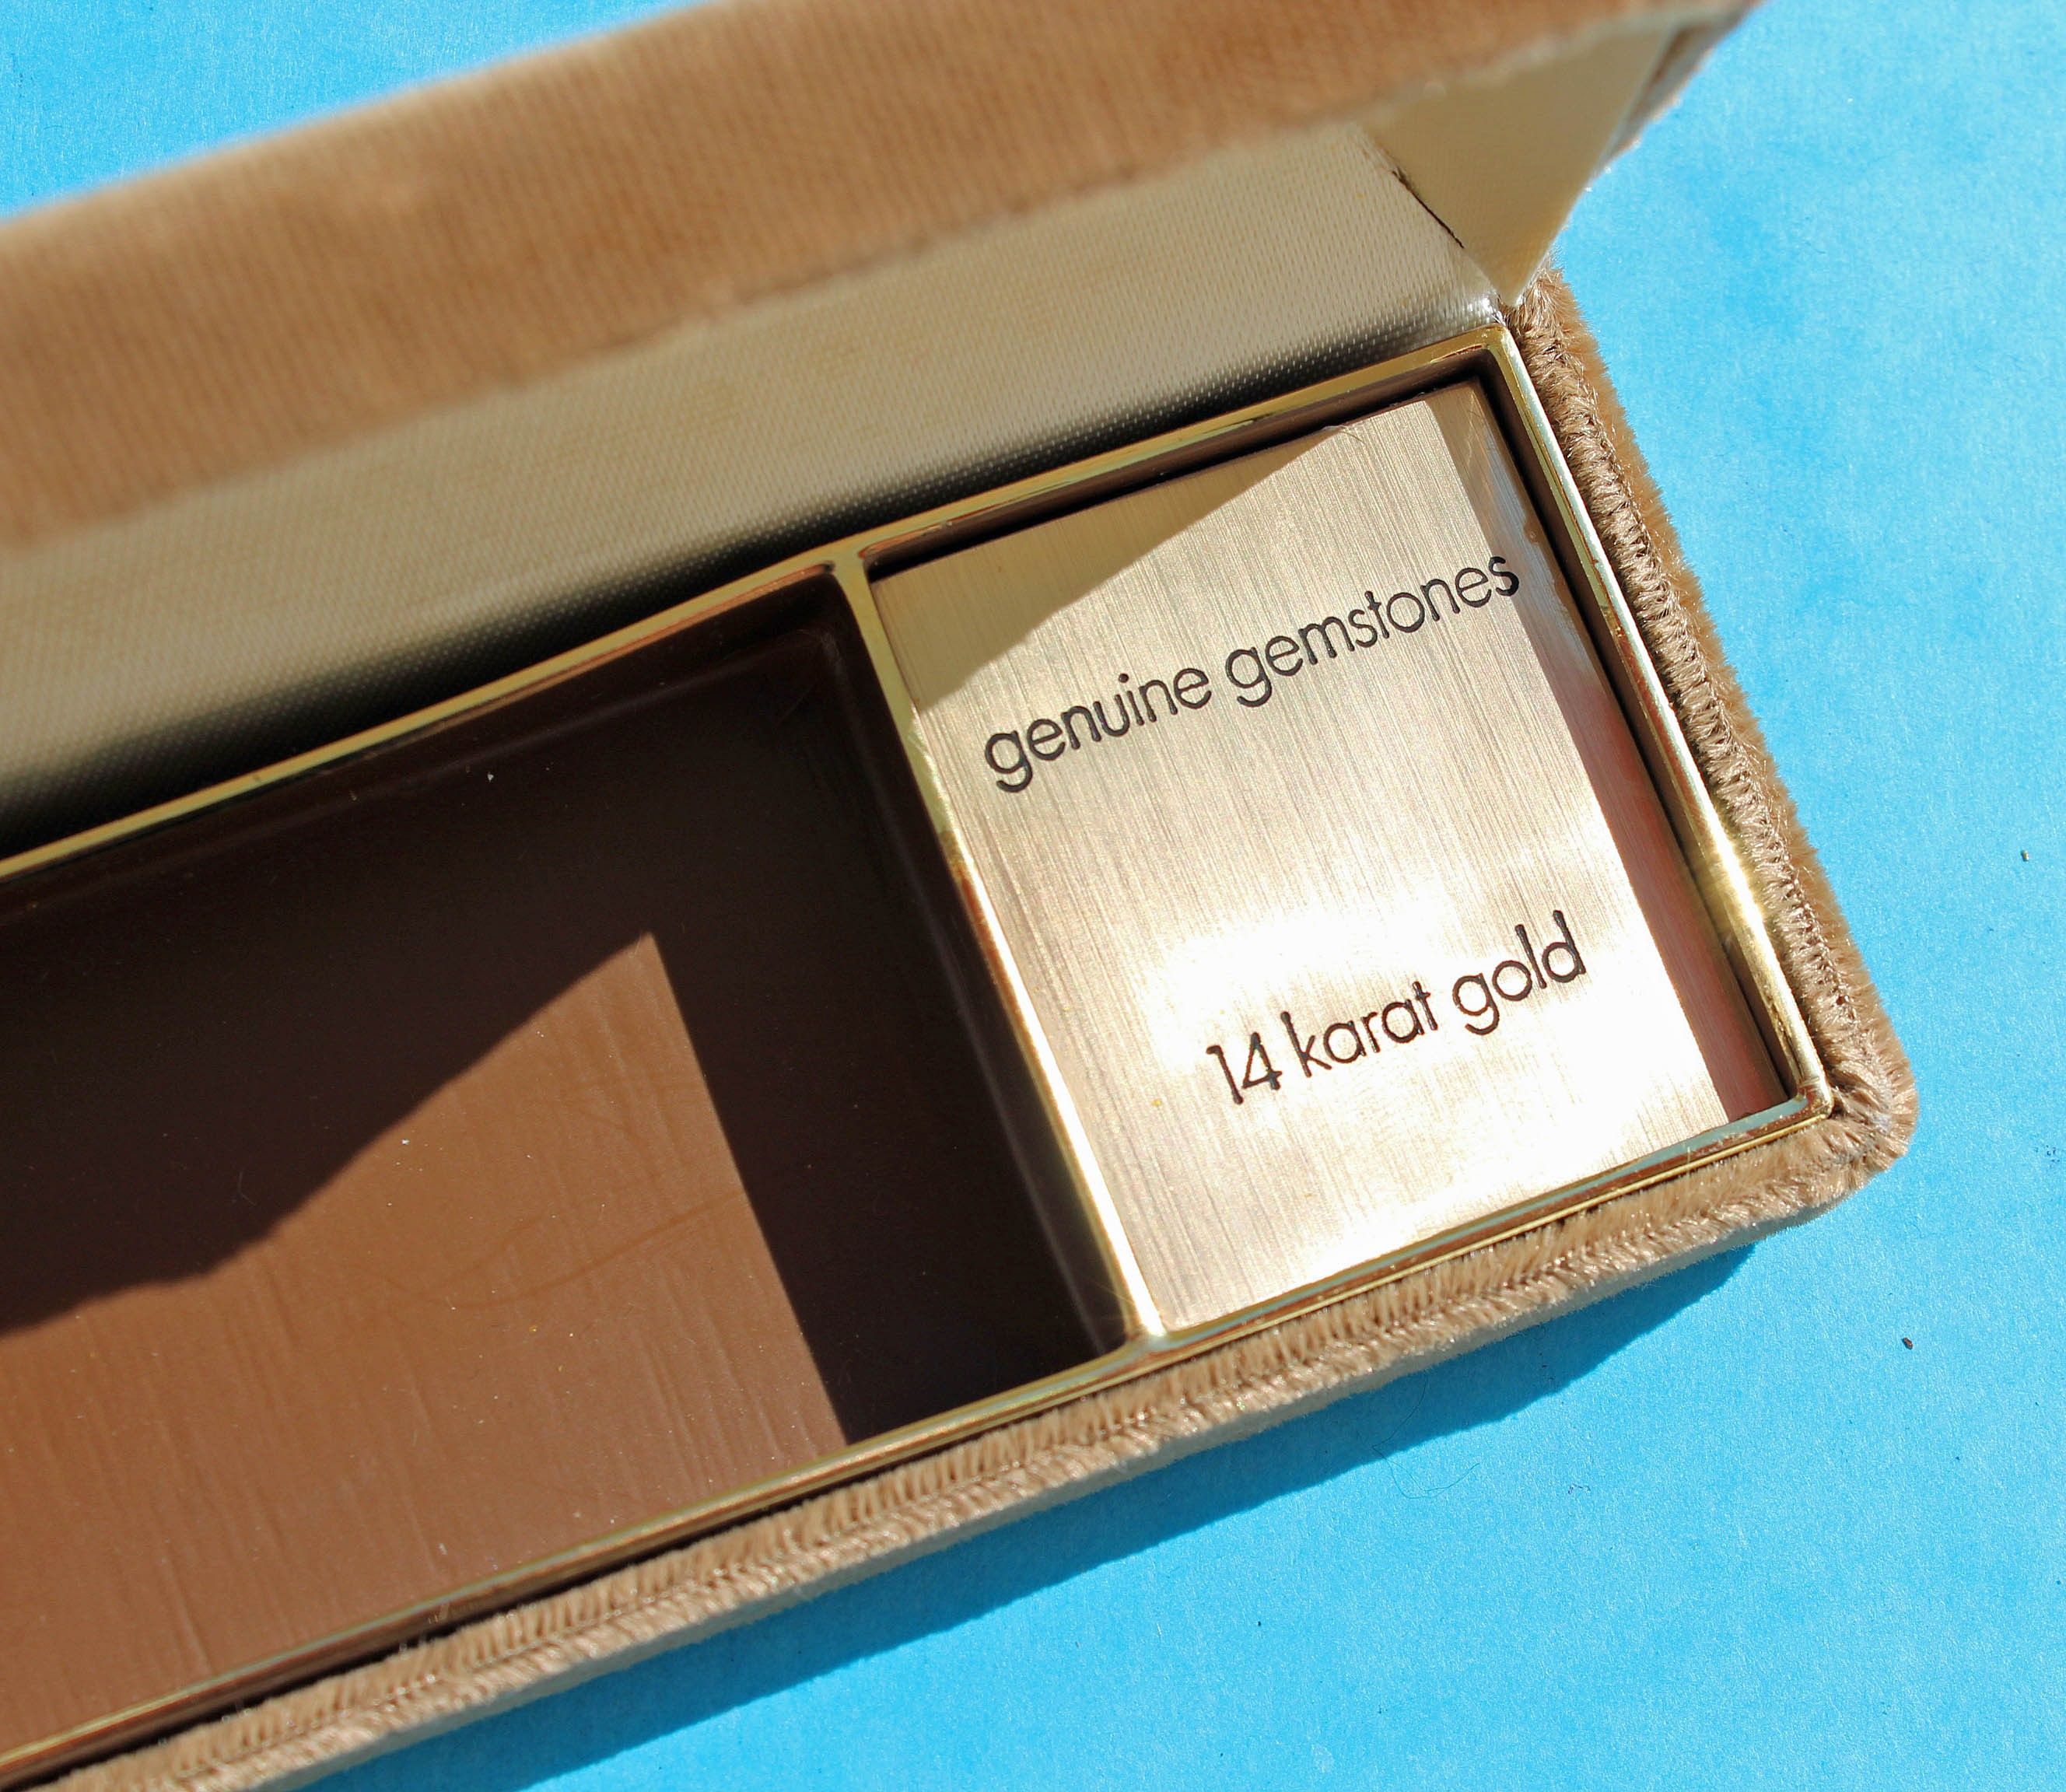 genuine gemstones
14 karat gold